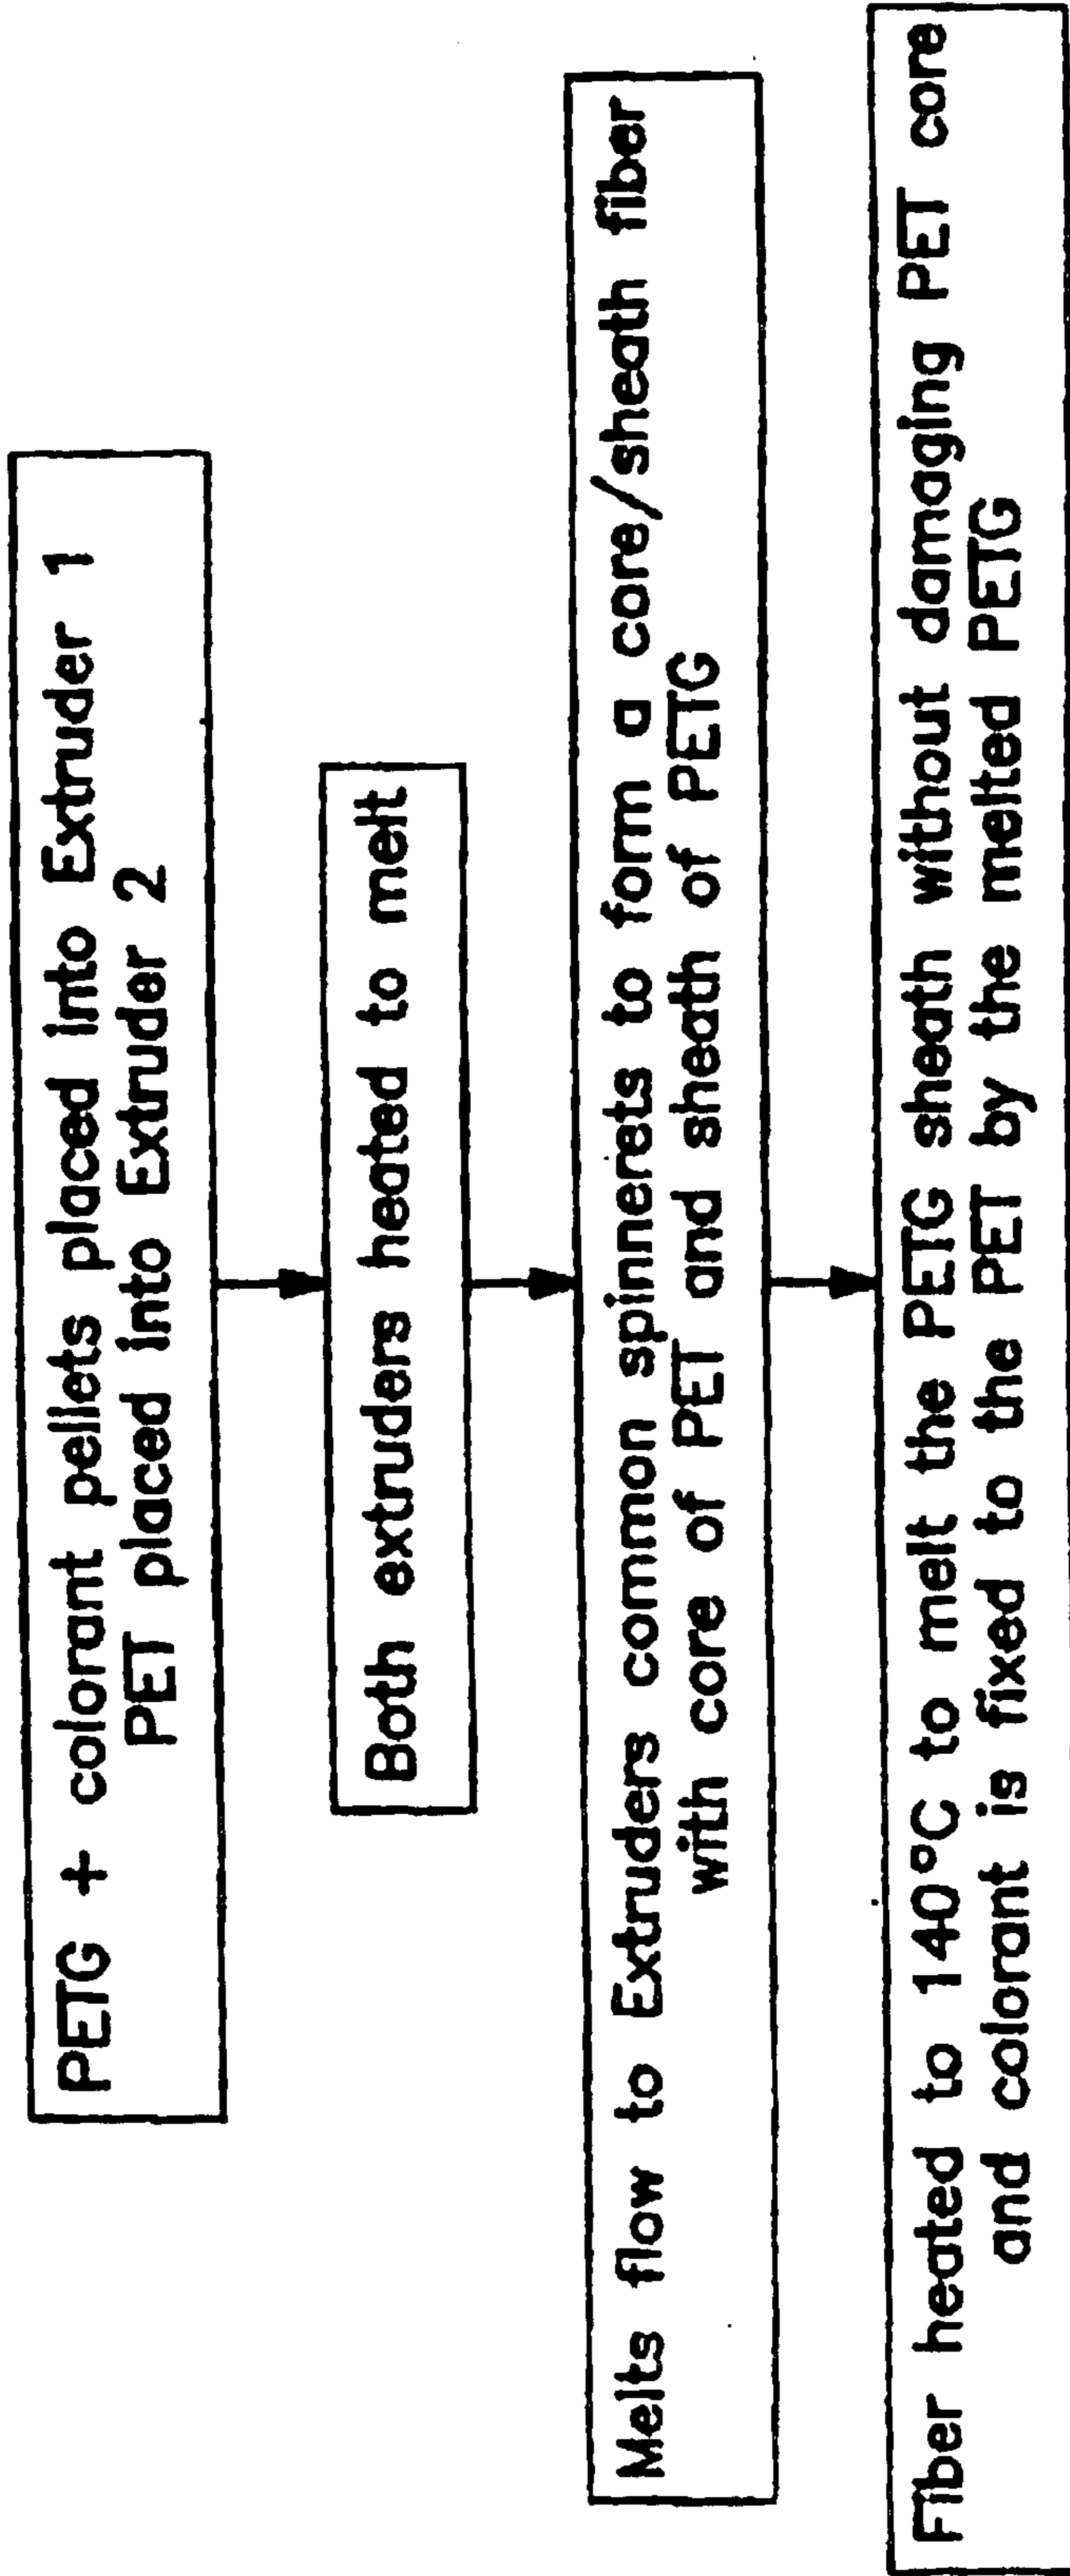 PETG + colorant pellets placed into Extruder 1
PET placed into Extruder 2
Both extruders heated to melt
Melts flow to Extruders common spinnerets to form a core/sheath fiber
with core of PET and sheath of PETG
Fiber heated to 140°C to melt the PETG sheath without damaging PET core
and colorant is fixed to the PET by the melted PETG